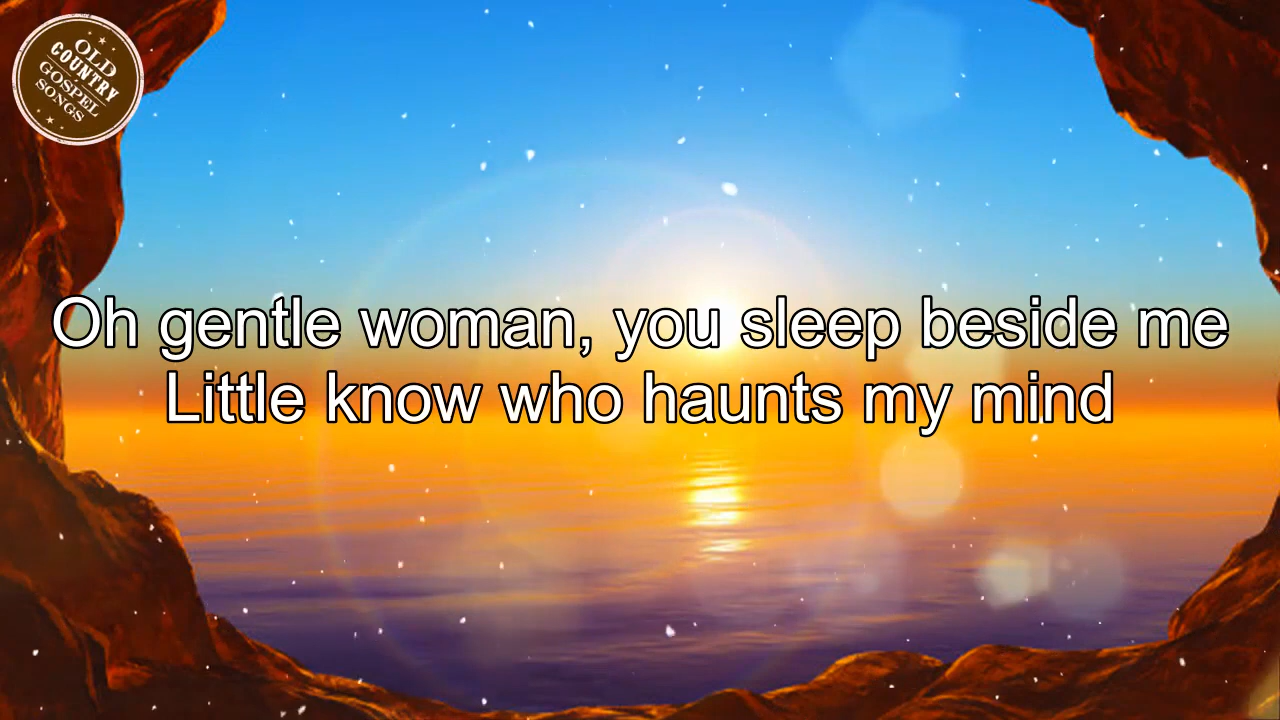 OLD
COUNTRY
GOSPEL
SONGS
Oh gentle woman, you sleep beside me
Little know who haunts my mind